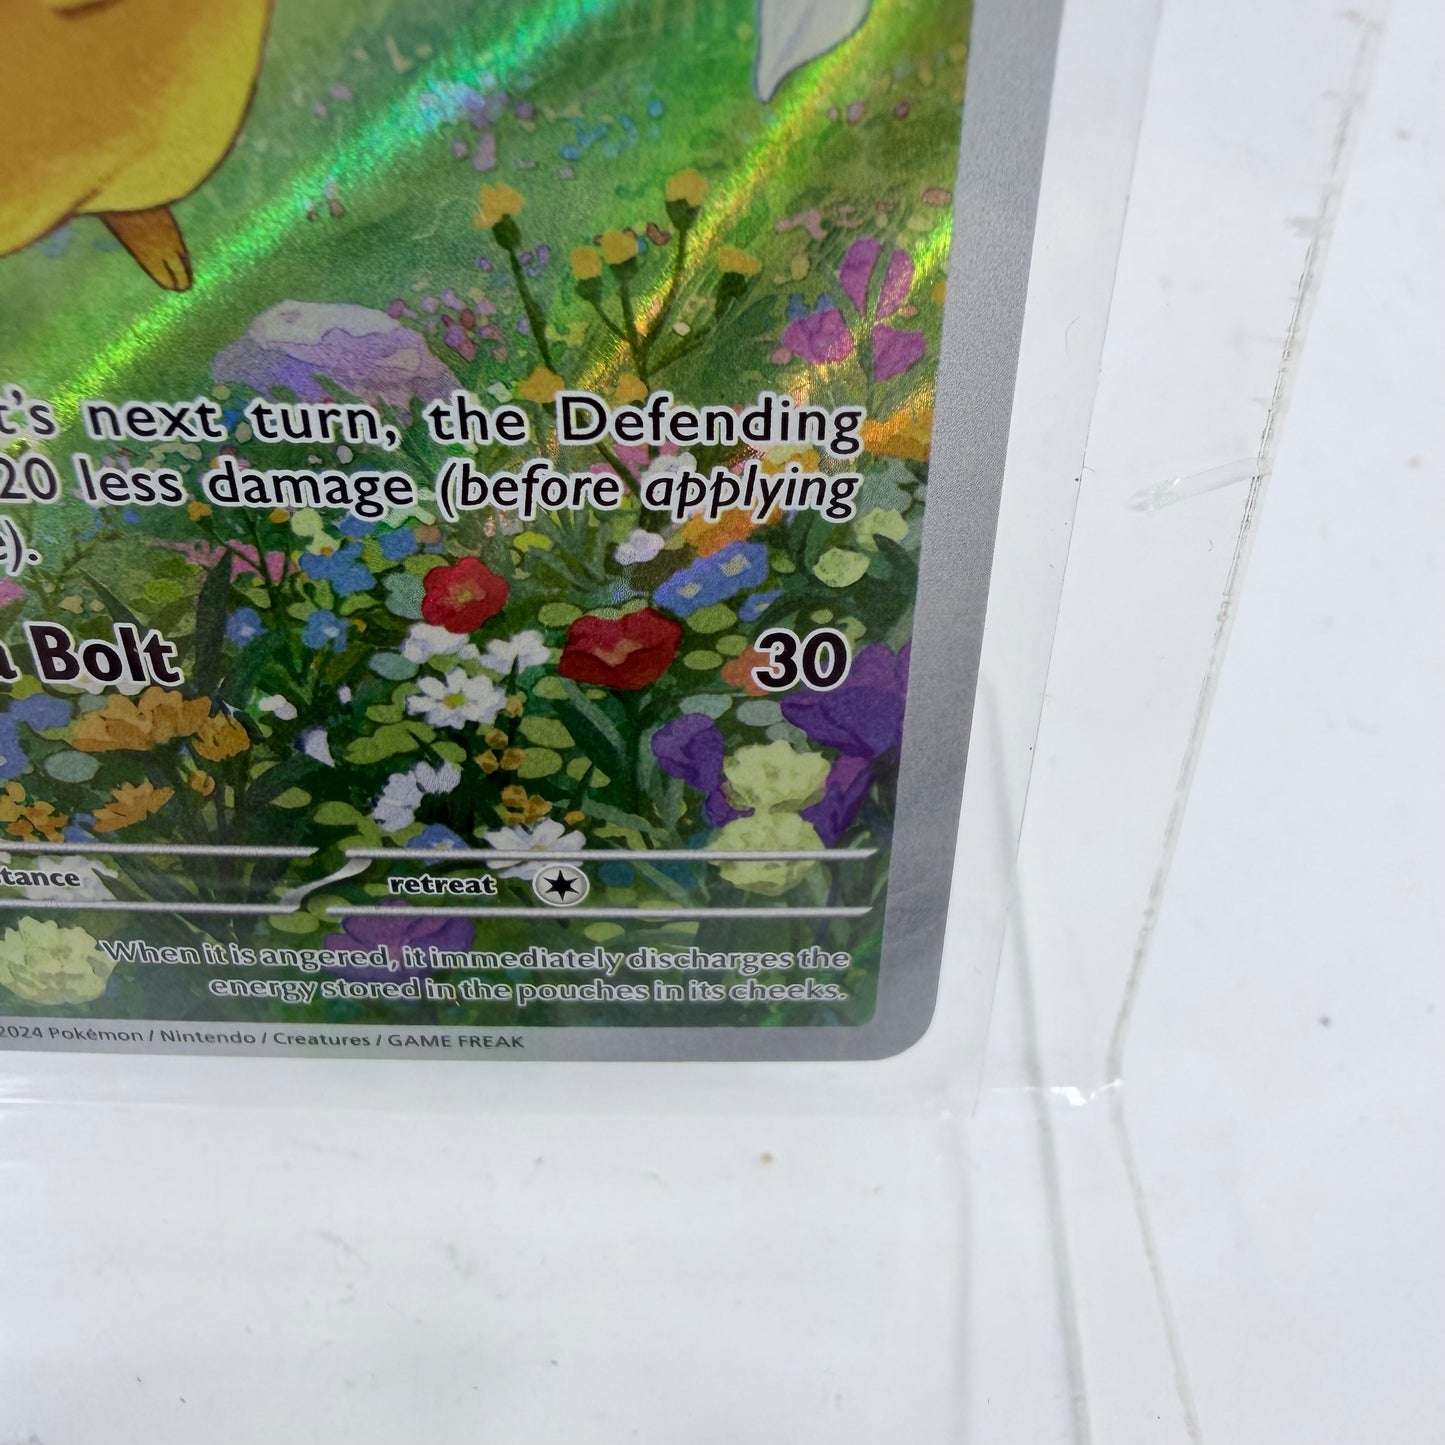 t's next turn, the Defending
20 less damage (before applying
e).
a Bolt 30
tance retreat
When it is angered, it immediately discharges the
energy stored in the pouches in its cheeks.
2024 Pokémon / Nintendo / Creatures / GAME FREAK